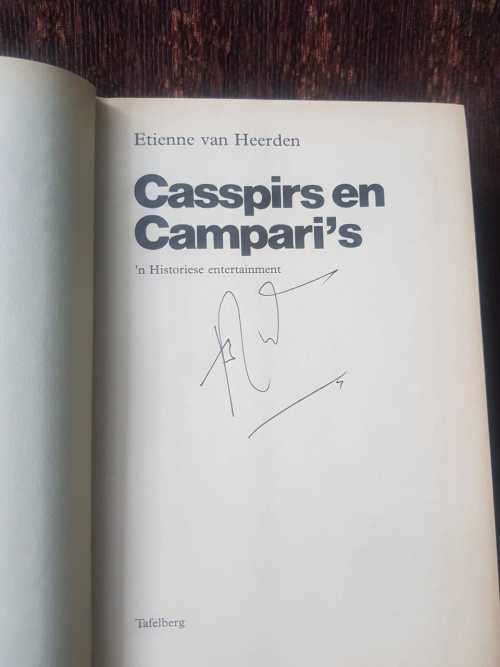 Etienne van Heerden
Casspirs en
Campari's
'n Historiese entertainment
Tafelberg